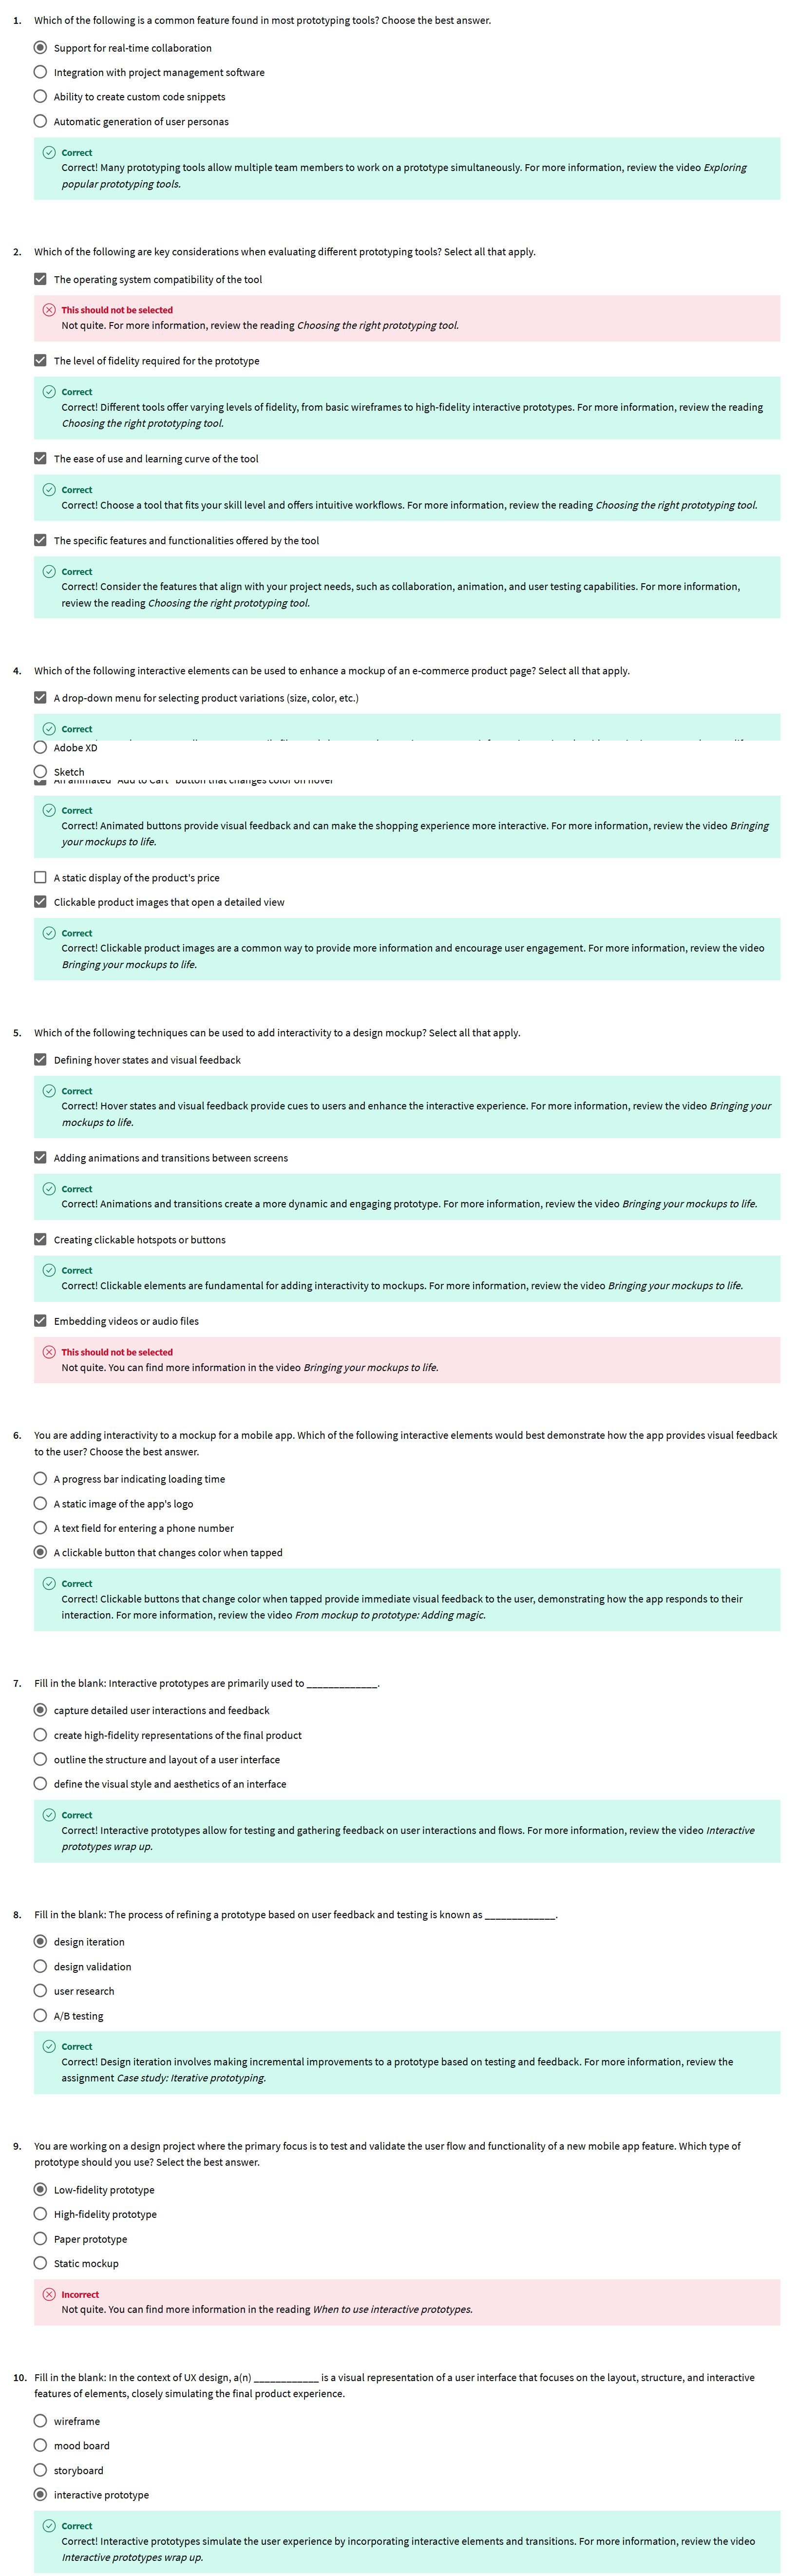 1. Which of the following is a common feature found in most prototyping tools? Choose the best answer.
Support for real-time collaboration
Integration with project management software
Ability to create custom code snippets
Automatic generation of user personas
Correct
Correct! Many prototyping tools allow multiple team members to work on a prototype simultaneously. For more information, review the video Exploring
popular prototyping tools.
2. Which of the following are key considerations when evaluating different prototyping tools? Select all that apply.
The operating system compatibility of the tool
This should not be selected
Not quite. For more information, review the reading Choosing the right prototyping tool.
The level of fidelity required for the prototype
Correct
Correct! Different tools offer varying levels of fidelity, from basic wireframes to high-fidelity interactive prototypes. For more information, review the reading
Choosing the right prototyping tool.
The ease of use and learning curve of the tool
Correct
Correct! Choose a tool that fits your skill level and offers intuitive workflows. For more information, review the reading Choosing the right prototyping tool.
The specific features and functionalities offered by the tool
Correct
Correct! Consider the features that align with your project needs, such as collaboration, animation, and user testing capabilities. For more information,
review the reading Choosing the right prototyping tool.
4. Which of the following interactive elements can be used to enhance a mockup of an e-commerce product page? Select all that apply.
A drop-down menu for selecting product variations (size, color, etc.)
Correct
Adobe XD
Sketch
An animated "Add to Cart" button that changes color on hover
Correct
Correct! Animated buttons provide visual feedback and can make the shopping experience more interactive. For more information, review the video Bringing
your mockups to life.
A static display of the product's price
Clickable product images that open a detailed view
Correct
Correct! Clickable product images are a common way to provide more information and encourage user engagement. For more information, review the video
Bringing your mockups to life.
5. Which of the following techniques can be used to add interactivity to a design mockup? Select all that apply.
Defining hover states and visual feedback
Correct
Correct! Hover states and visual feedback provide cues to users and enhance the interactive experience. For more information, review the video Bringing your
mockups to life.
Adding animations and transitions between screens
Correct
Correct! Animations and transitions create a more dynamic and engaging prototype. For more information, review the video Bringing your mockups to life.
Creating clickable hotspots or buttons
Correct
Correct! Clickable elements are fundamental for adding interactivity to mockups. For more information, review the video Bringing your mockups to life.
Embedding videos or audio files
This should not be selected
Not quite. You can find more information in the video Bringing your mockups to life.
6. You are adding interactivity to a mockup for a mobile app. Which of the following interactive elements would best demonstrate how the app provides visual feedback
to the user? Choose the best answer.
A progress bar indicating loading time
A static image of the app's logo
A text field for entering a phone number
A clickable button that changes color when tapped
Correct
Correct! Clickable buttons that change color when tapped provide immediate visual feedback to the user, demonstrating how the app responds to their
interaction. For more information, review the video From mockup to prototype: Adding magic.
7. Fill in the blank: Interactive prototypes are primarily used to _____________.
capture detailed user interactions and feedback
create high-fidelity representations of the final product
outline the structure and layout of a user interface
define the visual style and aesthetics of an interface
Correct
Correct! Interactive prototypes allow for testing and gathering feedback on user interactions and flows. For more information, review the video Interactive
prototypes wrap up.
8. Fill in the blank: The process of refining a prototype based on user feedback and testing is known as _____________.
design iteration
design validation
user research
A/B testing
Correct
Correct! Design iteration involves making incremental improvements to a prototype based on testing and feedback. For more information, review the
assignment Case study: Iterative prototyping.
9. You are working on a design project where the primary focus is to test and validate the user flow and functionality of a new mobile app feature. Which type of
prototype should you use? Select the best answer.
Low-fidelity prototype
High-fidelity prototype
Paper prototype
Static mockup
Incorrect
Not quite. You can find more information in the reading When to use interactive prototypes.
10. Fill in the blank: In the context of UX design, a(n) ____________ is a visual representation of a user interface that focuses on the layout, structure, and interactive
features of elements, closely simulating the final product experience.
wireframe
mood board
storyboard
interactive prototype
Correct
Correct! Interactive prototypes simulate the user experience by incorporating interactive elements and transitions. For more information, review the video
Interactive prototypes wrap up.